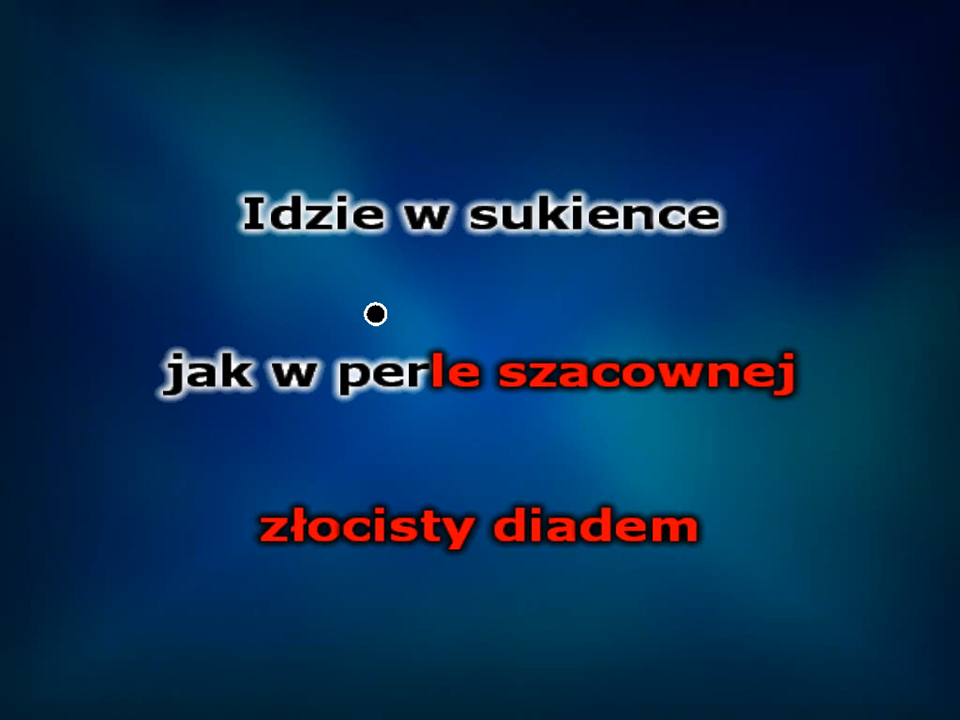 Idzie w sukience
jak w perle szacownej
złocisty diadem